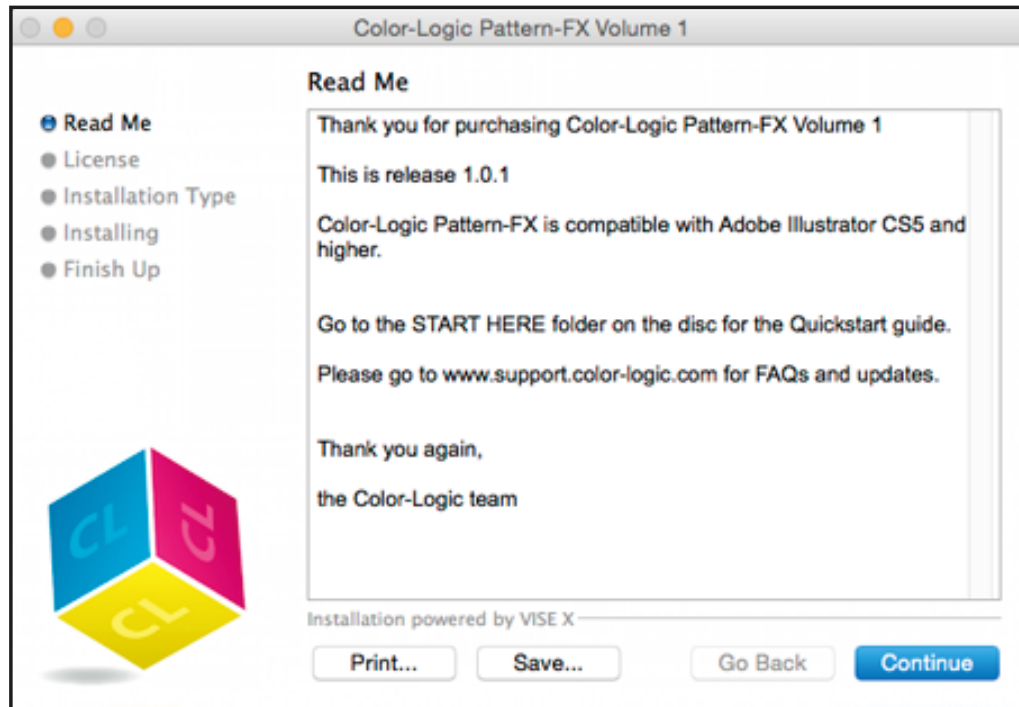 Color-Logic Pattern-FX Volume 1
Read Me
Read Me
License
Installation Type
Installing
Finish Up
Thank you for purchasing Color-Logic Pattern-FX Volume 1
This is release 1.0.1
Color-Logic Pattern-FX is compatible with Adobe Illustrator CS5 and
higher.
Go to the START HERE folder on the disc for the Quickstart guide.
Please go to www.support.color-logic.com for FAQs and updates.
Thank you again,
the Color-Logic team
CL
CL
CL
Installation powered by VISE X
Print...
Save...
Go Back
Continue